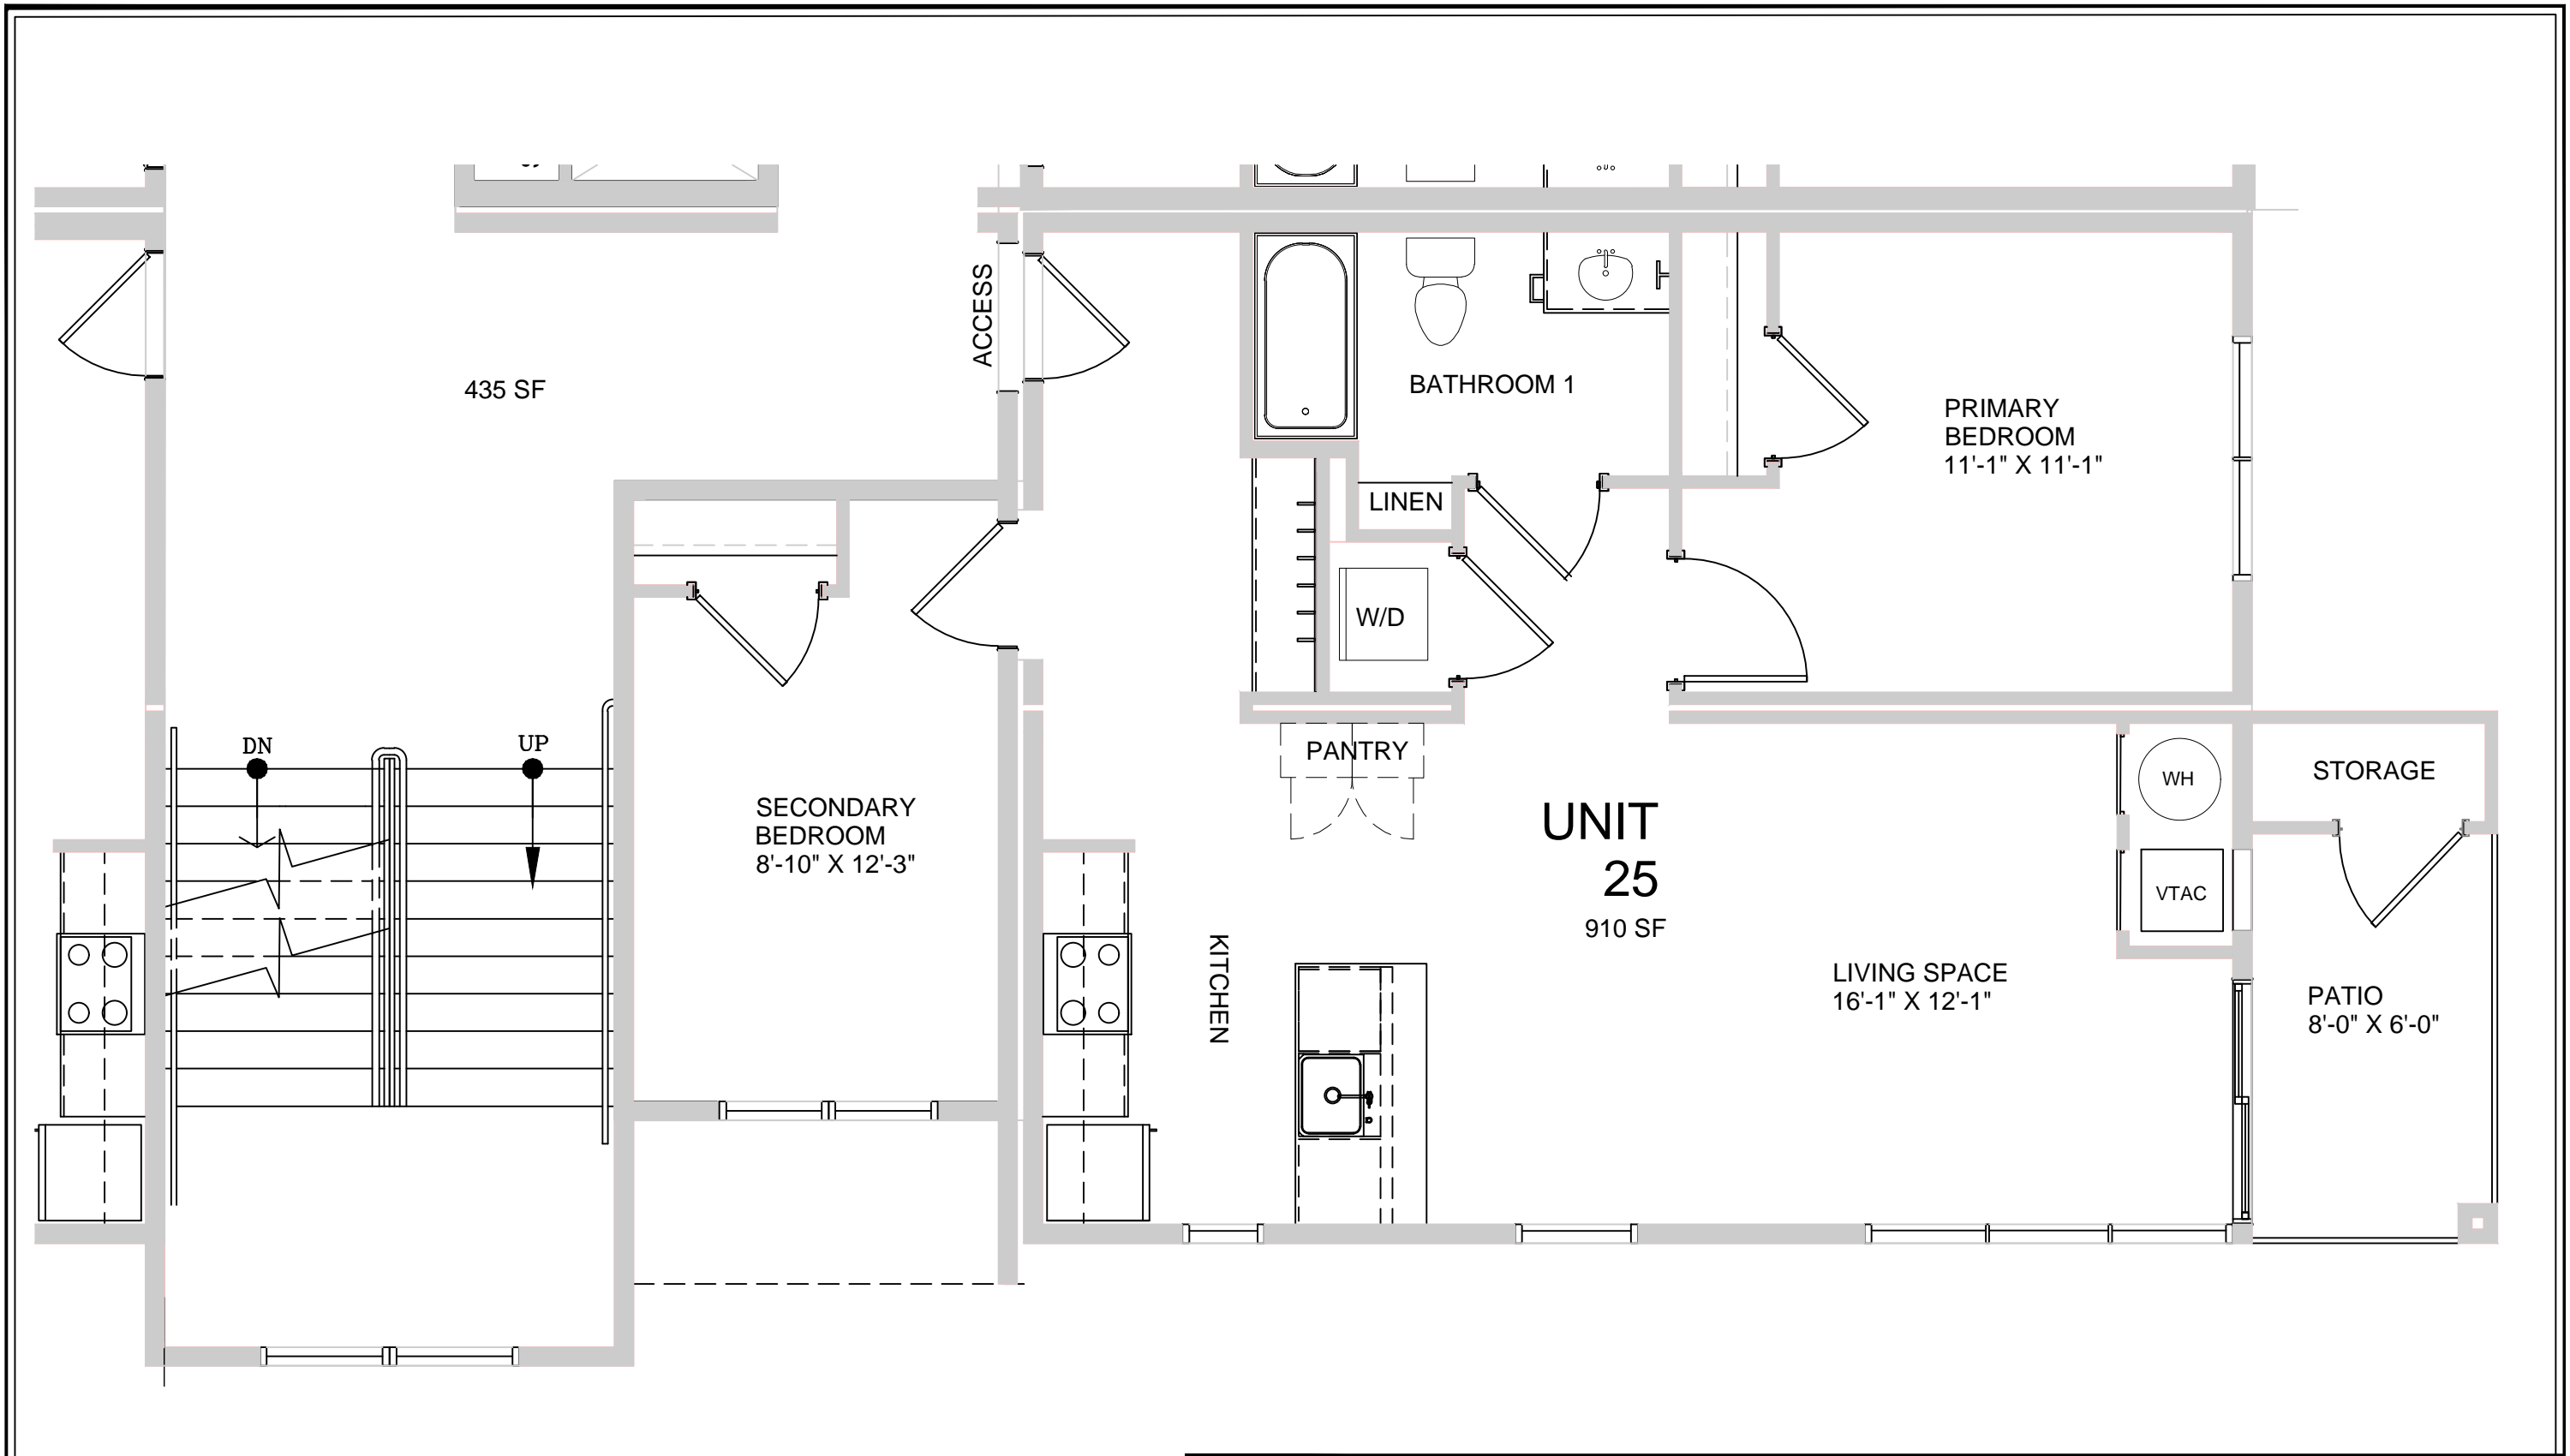 ACCESS
435 SF
BATHROOM 1
PRIMARY
BEDROOM
11'-1" X 11'-1"
LINEN
W/D
DN
UP
PANTRY
WH
STORAGE
SECONDARY
BEDROOM
8'-10" X 12'-3"
UNIT
25
910 SF
VTAC
KITCHEN
LIVING SPACE
16'-1" X 12'-1"
PATIO
8'-0" X 6'-0"